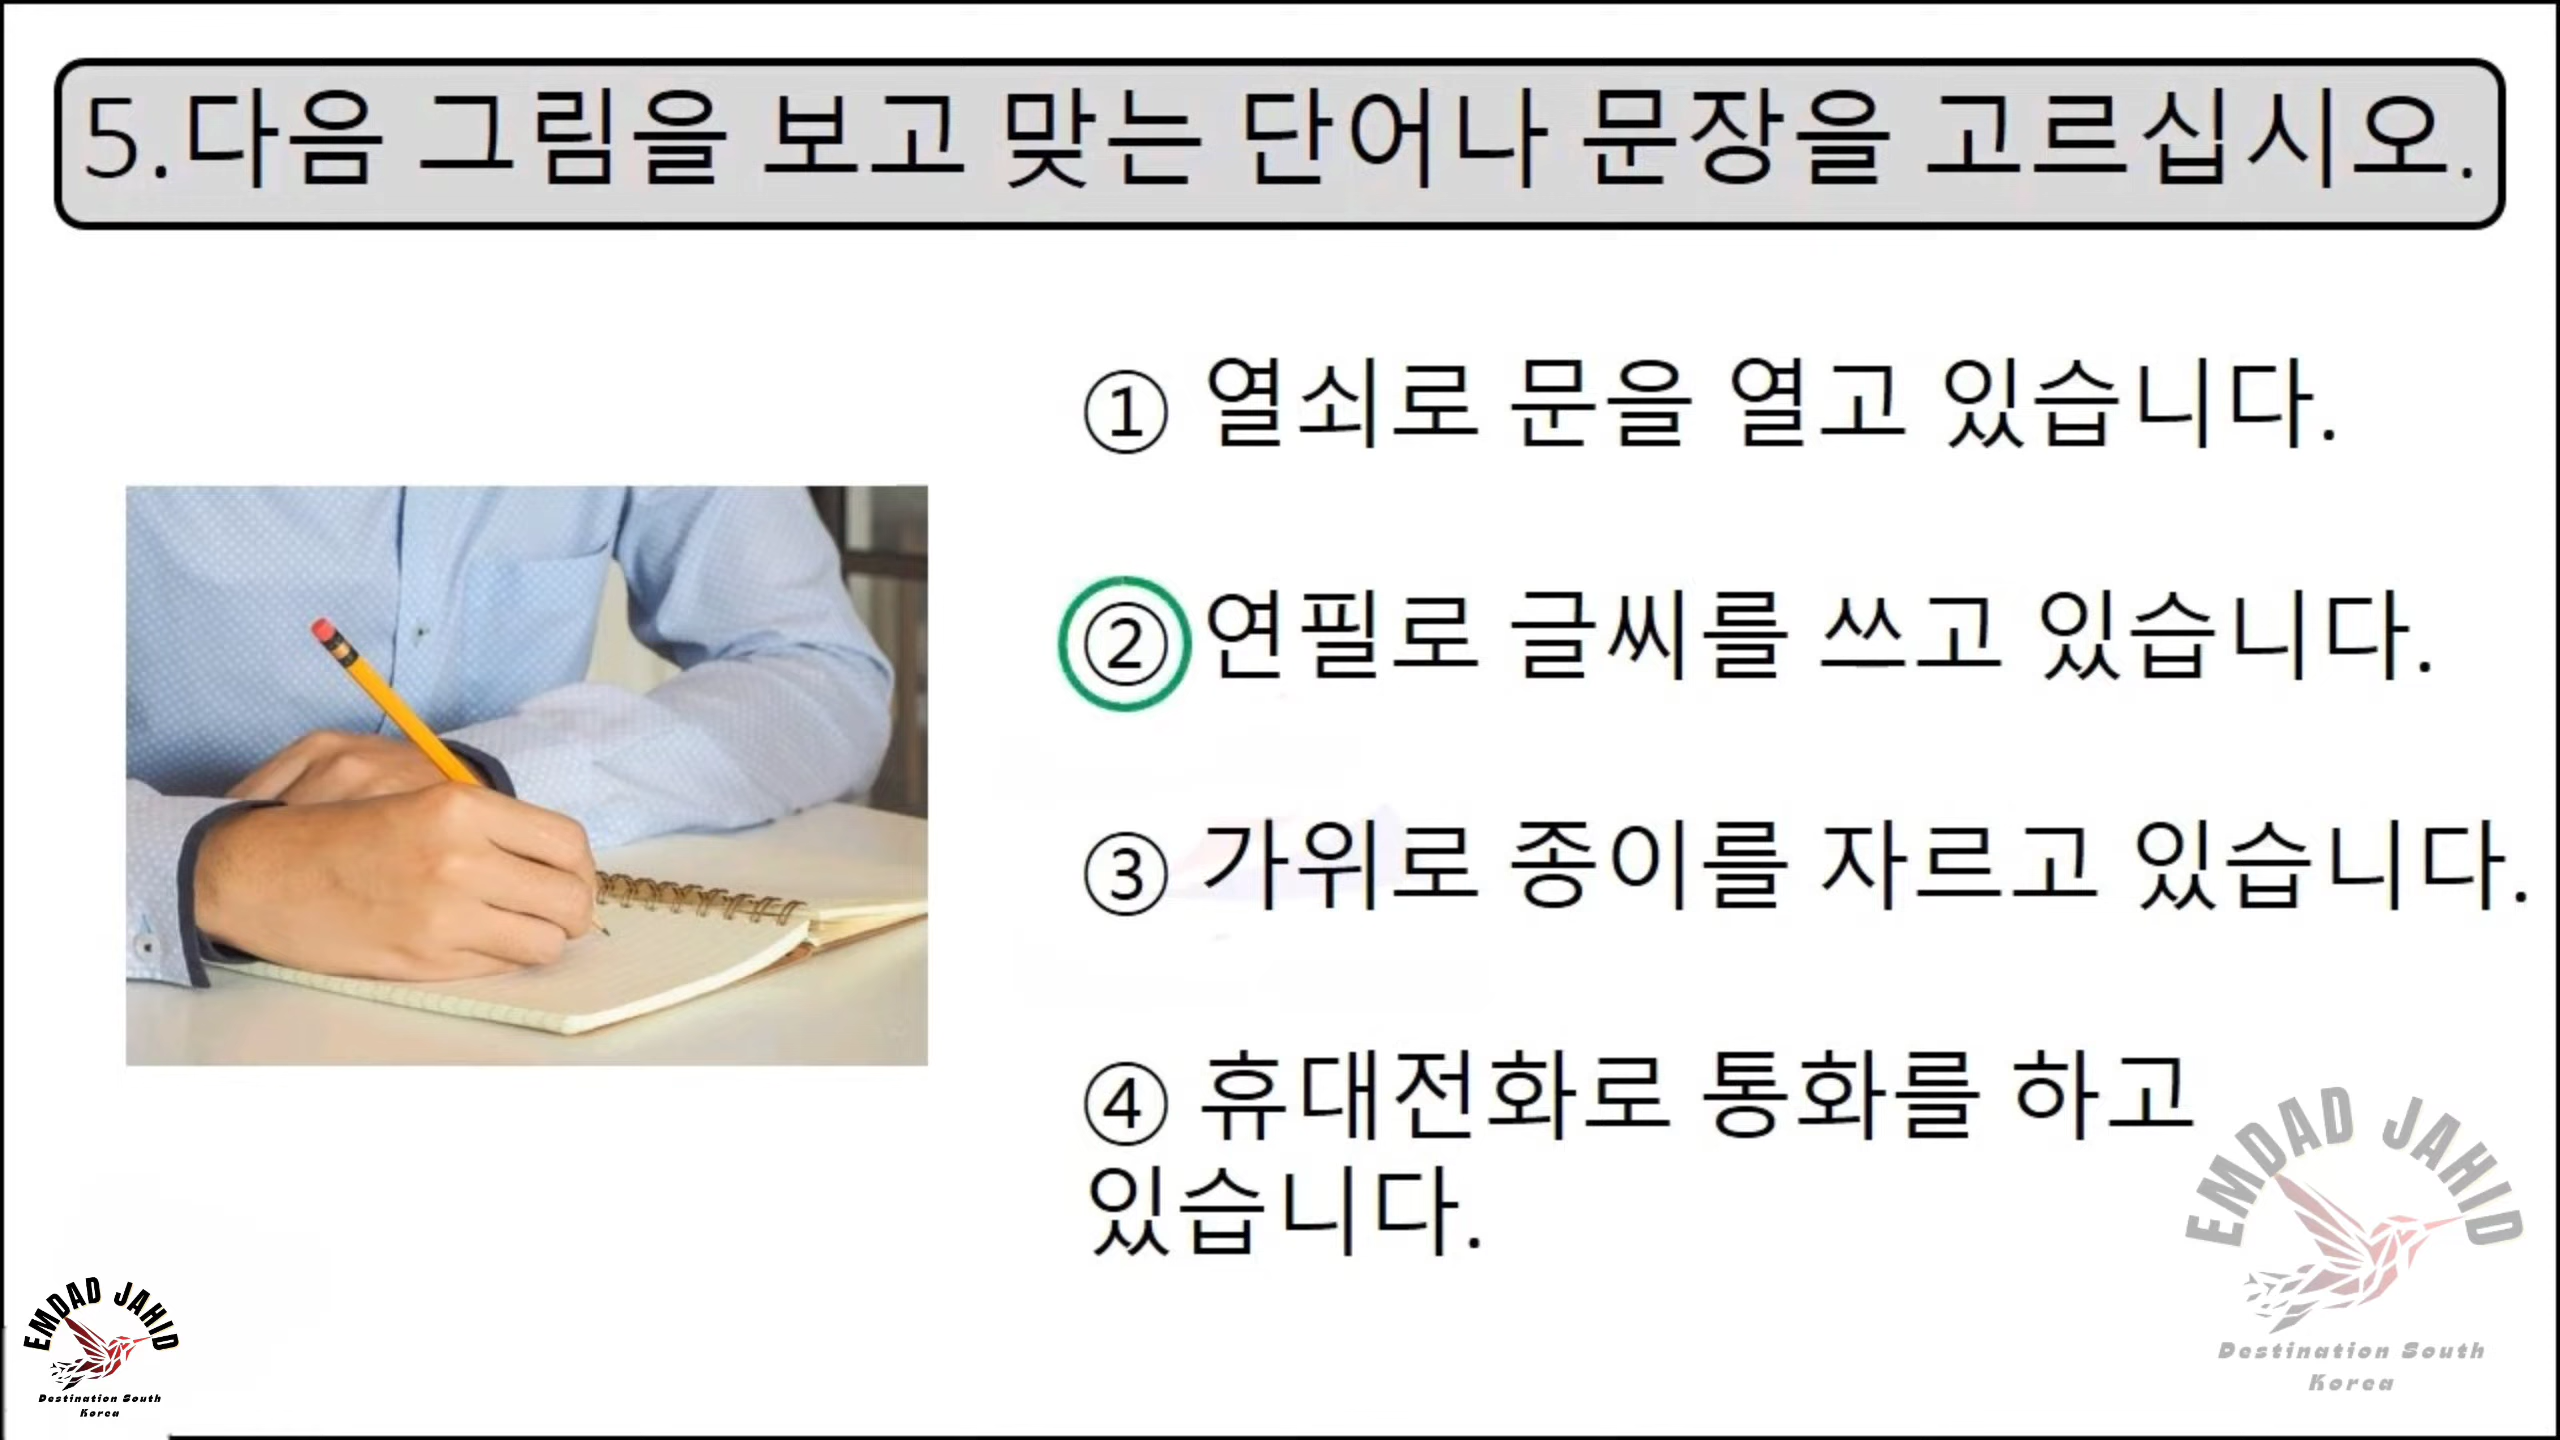 5.다음 그림을 보고 맞는 단어나 문장을 고르십시오.
① 열쇠로 문을 열고 있습니다.
② 연필로 글씨를 쓰고 있습니다.
③ 가위로 종이를 자르고 있습니다.
④ 휴대전화로 통화를 하고
있습니다.
EMDAD JAHID
Destination South
Korea
EMDAD JAHID
Destination South
Korea